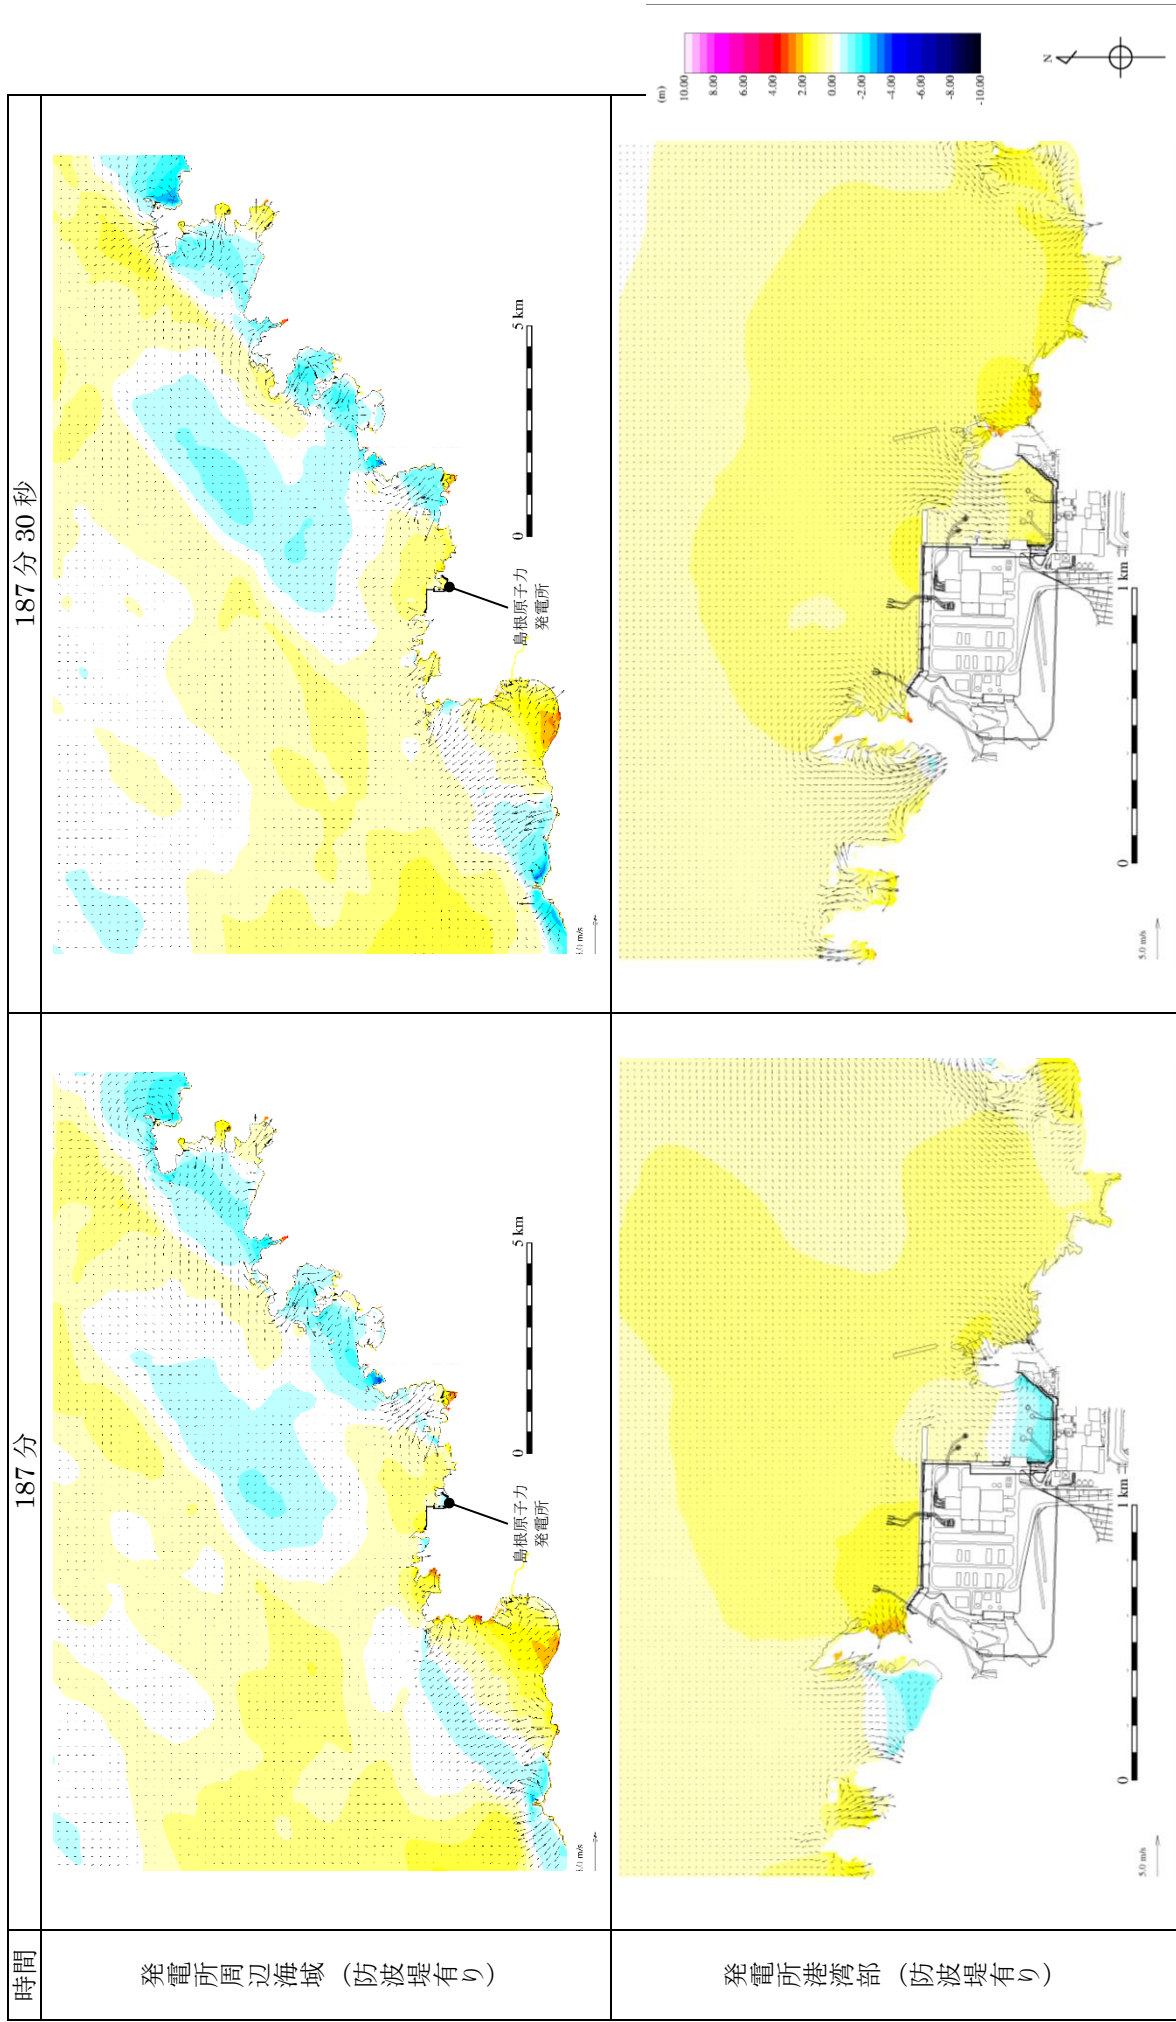 時間
187分
187分30秒
発電所周辺海域（防波堤有り）
島根原子力
発電所
0
5 km
5.0 m/s
島根原子力
発電所
0
5 km
5.0 m/s
発電所港湾部（防波堤有り）
0
1 km
5.0 m/s
0
1 km
5.0 m/s
(m)
10.00
8.00
6.00
4.00
2.00
0.00
-2.00
-4.00
-6.00
-8.00
-10.00
N